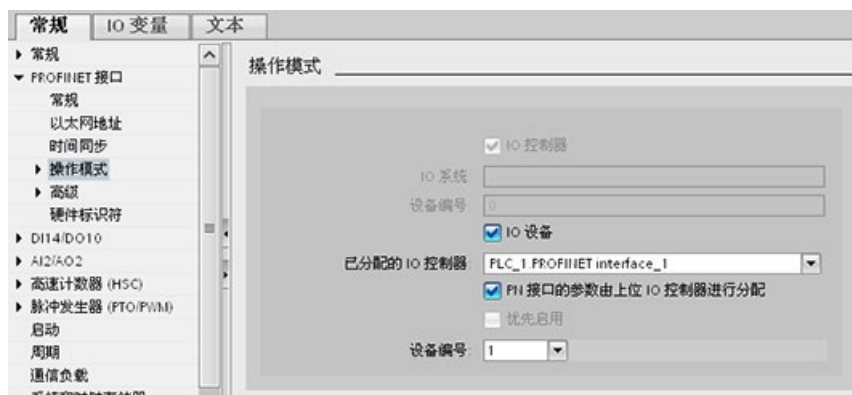 常规
IO 变量
文本
常规
PROFINET 接口
常规
以太网地址
时间同步
操作模式
高级
硬件标识符
DI14/DO10
AI2/AO2
高速计数器 (HSC)
脉冲发生器 (PTO/PWM)
启动
周期
通信负载
操作模式
IO 控制器
IO 系统
设备编号
0
IO 设备
已分配的 IO 控制器:
PLC_1.PROFINET interface_1
PN 接口的参数由上位 IO 控制器进行分配
优先启用
设备编号:
1